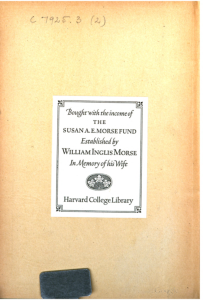 C 7925.3 (2)
Bought with the income of
THE
SUSAN A. E. MORSE FUND
Established by
WILLIAM INGLIS MORSE
In Memory of his Wife
Harvard College Library